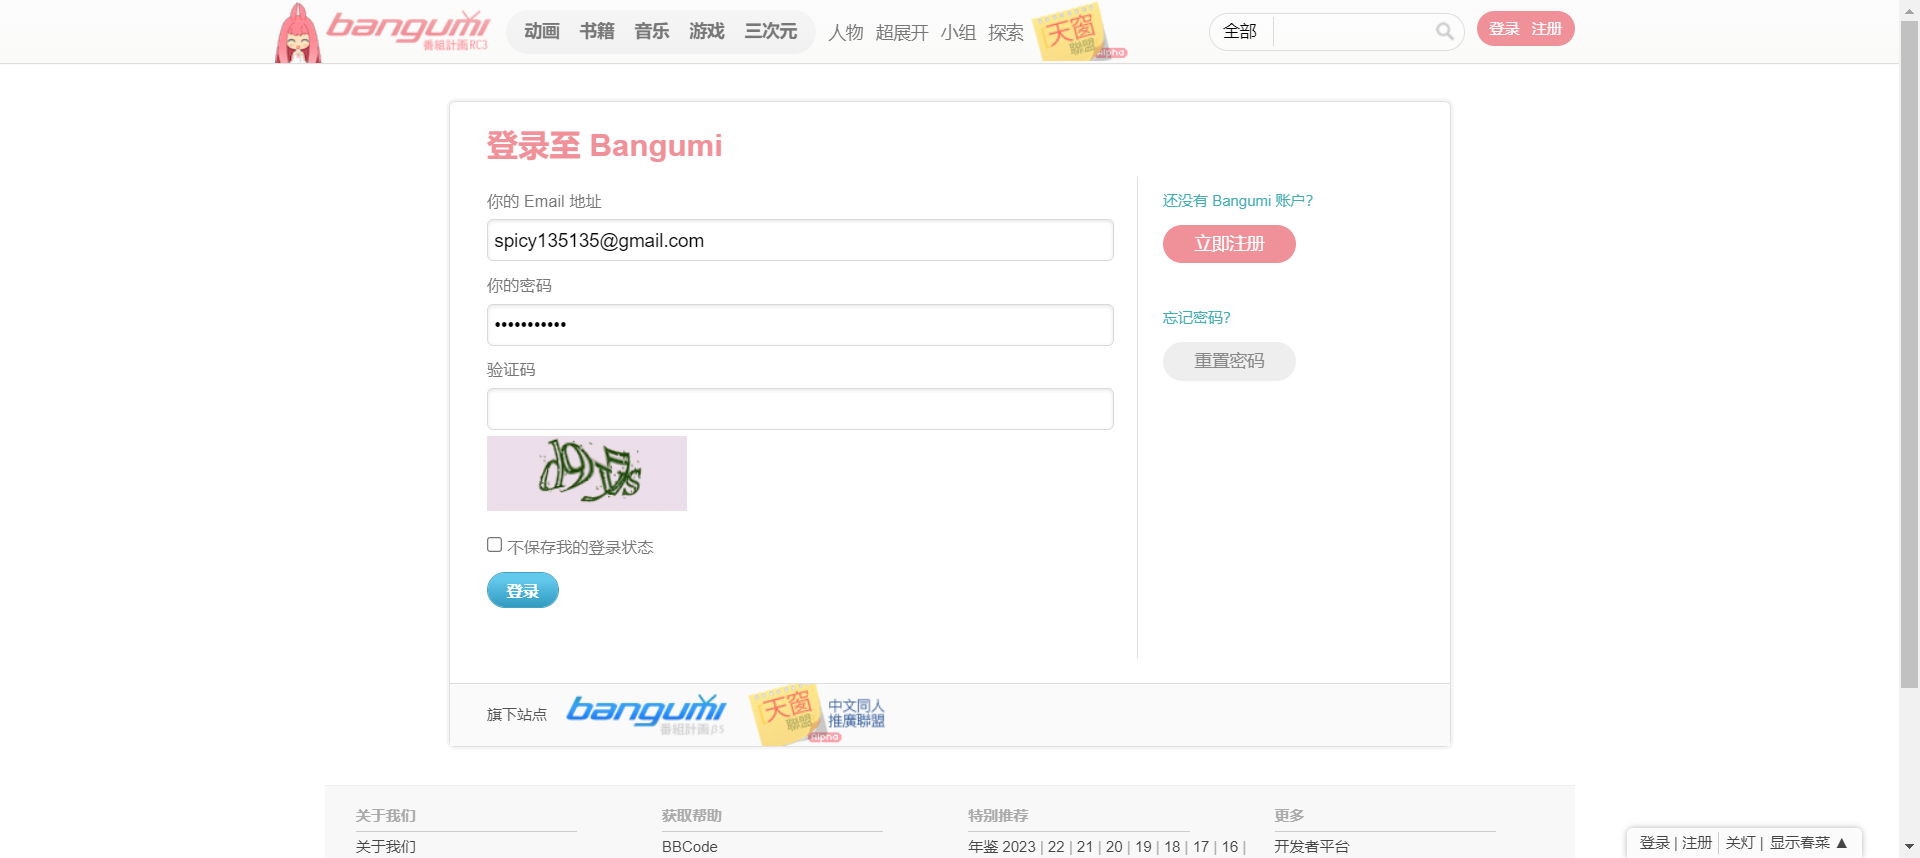 bangumi
番組計画RC3
动画 书籍 音乐 游戏 三次元 人物 超展开 小组 探索
天窗
聯盟
Alpha
全部
登录 注册
登录至 Bangumi
你的 Email 地址
spicy135135@gmail.com
你的密码
•••••••••••
验证码
不保存我的登录状态
登录
还没有 Bangumi 账户?
立即注册
忘记密码?
重置密码
旗下站点
bangumi
番組計画β5
天窗
聯盟
Alpha
中文同人
推廣聯盟
关于我们
关于我们
获取帮助
BBCode
特别推荐
年鉴 2023 | 22 | 21 | 20 | 19 | 18 | 17 | 16 |
更多
开发者平台
登录 | 注册 | 关灯 | 显示春菜 ▲